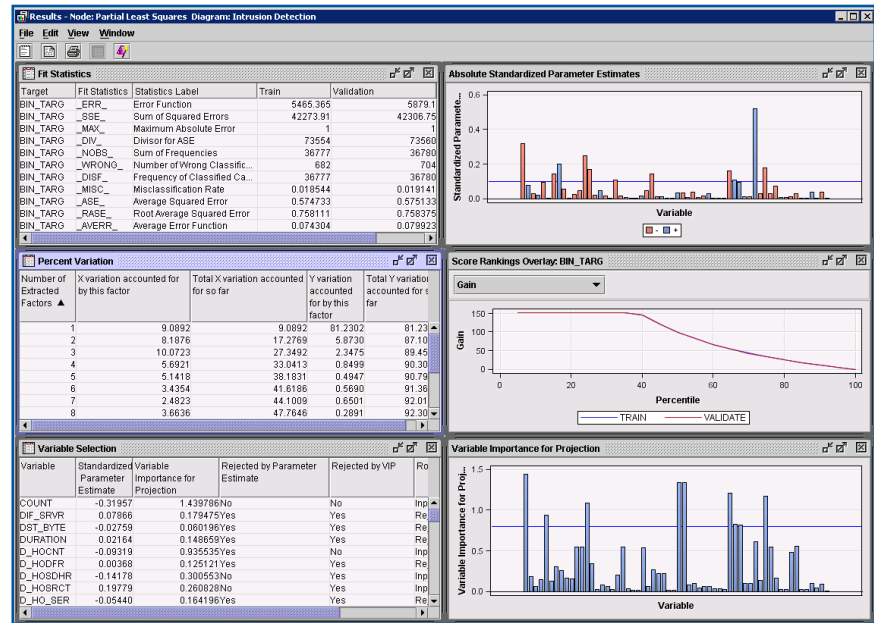 Results - Node: Partial Least Squares Diagram: Intrusion Detection
File Edit View Window
Fit Statistics
Target Fit Statistics Statistics Label Train Validation
BIN_TARG _ERR_ Error Function 5465.365 5879.1
BIN_TARG _SSE_ Sum of Squared Errors 42273.91 42306.75
BIN_TARG _MAX_ Maximum Absolute Error 1 1
BIN_TARG _DIV_ Divisor for ASE 73554 73560
BIN_TARG _NOBS_ Sum of Frequencies 36777 36780
BIN_TARG _WRONG_ Number of Wrong Classific... 682 704
BIN_TARG _DISF_ Frequency of Classified Ca... 36777 36780
BIN_TARG _MISC_ Misclassification Rate 0.018544 0.019141
BIN_TARG _ASE_ Average Squared Error 0.574733 0.575133
BIN_TARG _RASE_ Root Average Squared Error 0.758111 0.758375
BIN_TARG _AVERR_ Average Error Function 0.074304 0.079923
Absolute Standardized Parameter Estimates
Standardized Paramete...
0.6
0.4
0.2
0.0
Variable
- +
Percent Variation
Number of Extracted Factors X variation accounted for by this factor Total X variation accounted for so far Y variation accounted for by this factor Total Y variation accounted for s far
1 9.0892 9.0892 81.2302 81.23
2 8.1876 17.2769 5.8730 87.10
3 10.0723 27.3492 2.3475 89.45
4 5.6921 33.0413 0.8499 90.30
5 5.1418 38.1831 0.4947 90.79
6 3.4354 41.6186 0.5690 91.36
7 2.4823 44.1009 0.6501 92.01
8 3.6636 47.7646 0.2891 92.30
Score Rankings Overlay: BIN_TARG
Gain
Gain
150
100
50
0
0 20 40 60 80 100
Percentile
TRAIN VALIDATE
Variable Selection
Variable Standardized Parameter Estimate Variable Importance for Projection Rejected by Parameter Estimate Rejected by VIP Ro
COUNT -0.31957 1.439786 No No Inp
DIF_SRVR 0.07866 0.179475 Yes Yes Re
DST_BYTE -0.02759 0.060196 Yes Yes Re
DURATION 0.02164 0.148659 Yes Yes Re
D_HOCNT -0.09319 0.935535 Yes No Inp
D_HODFR 0.00368 0.125121 Yes Yes Re
D_HOSDHR -0.14178 0.300553 No Yes Inp
D_HOSRCT 0.19779 0.260828 No Yes Inp
D_HO_SER -0.05440 0.164196 Yes Yes Re
Variable Importance for Projection
Variable Importance for Proj...
1.5
1.0
0.5
0.0
Variable